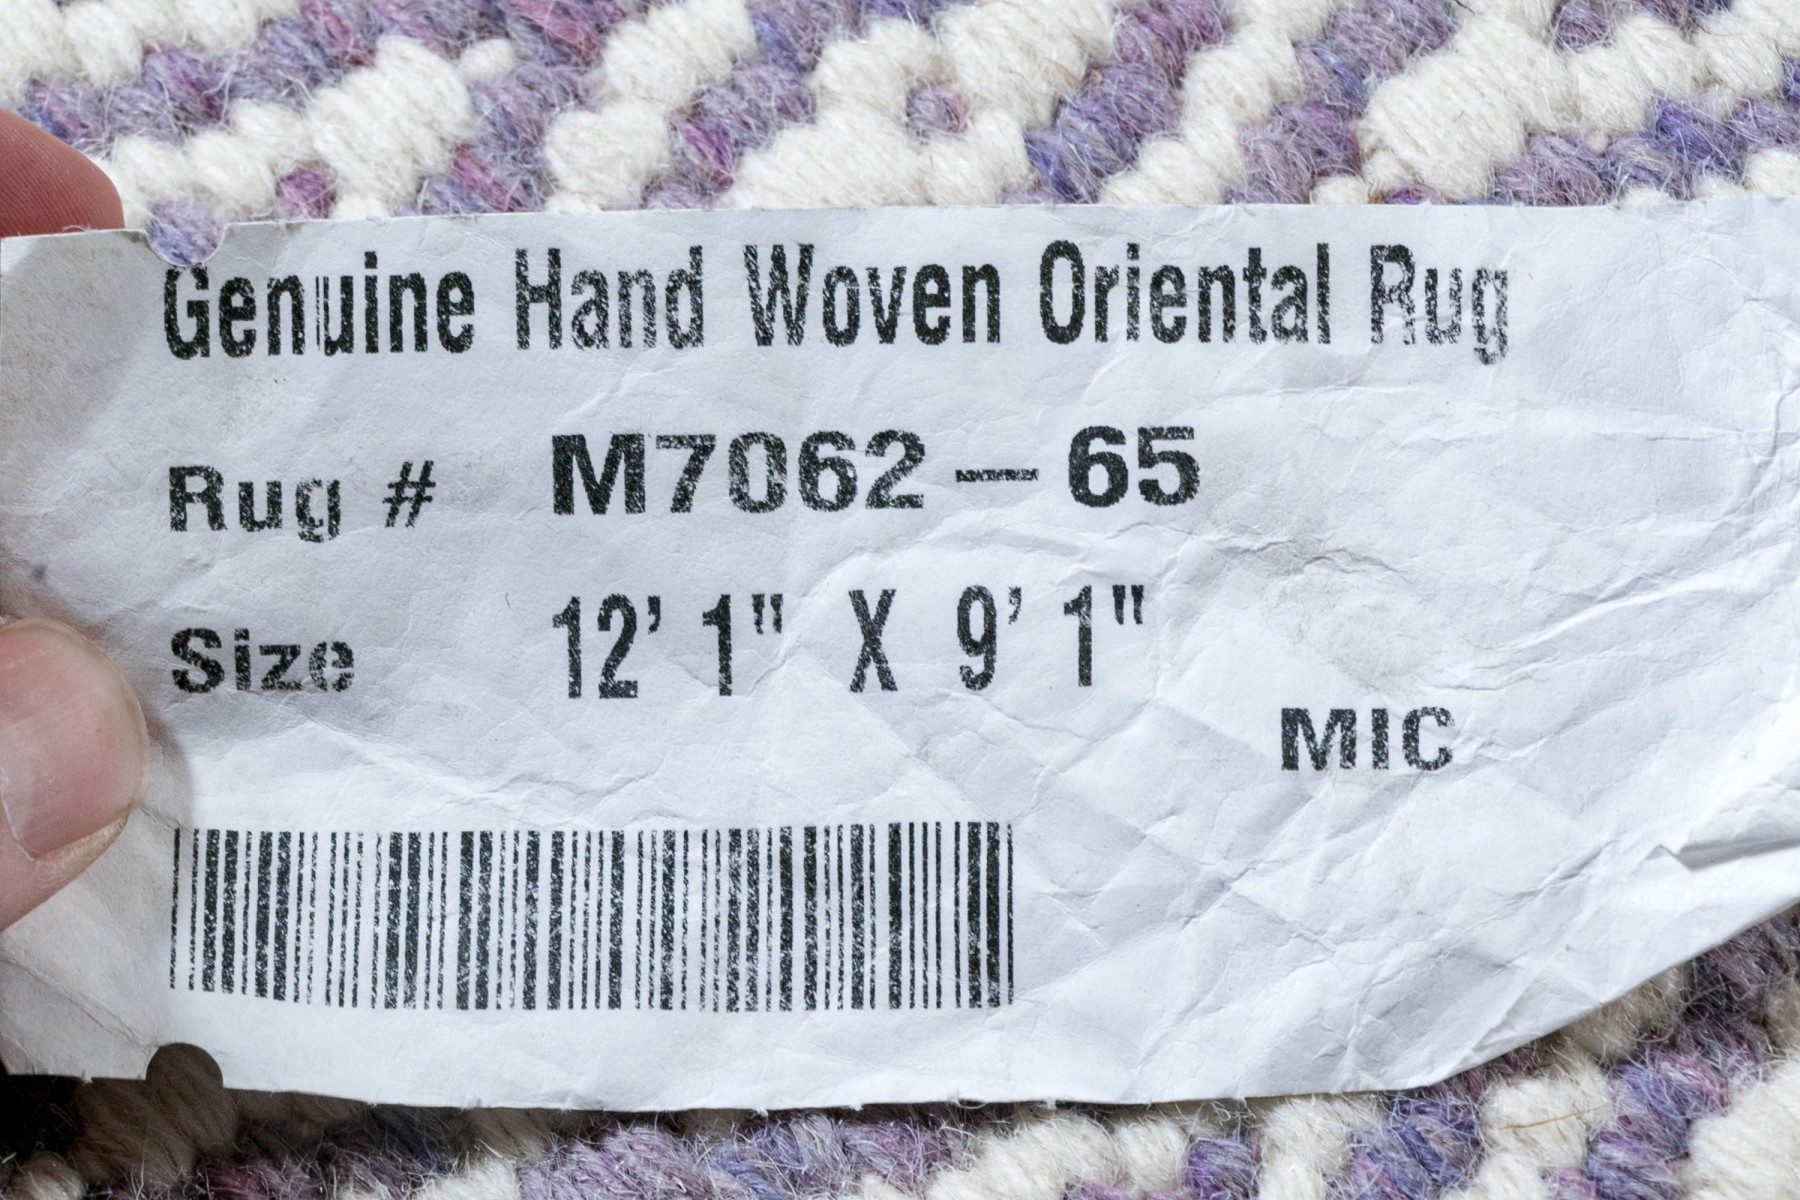 Genuine Hand Woven Oriental Rug
Rug # M7062 — 65
Size 12' 1" X 9' 1"
MIC